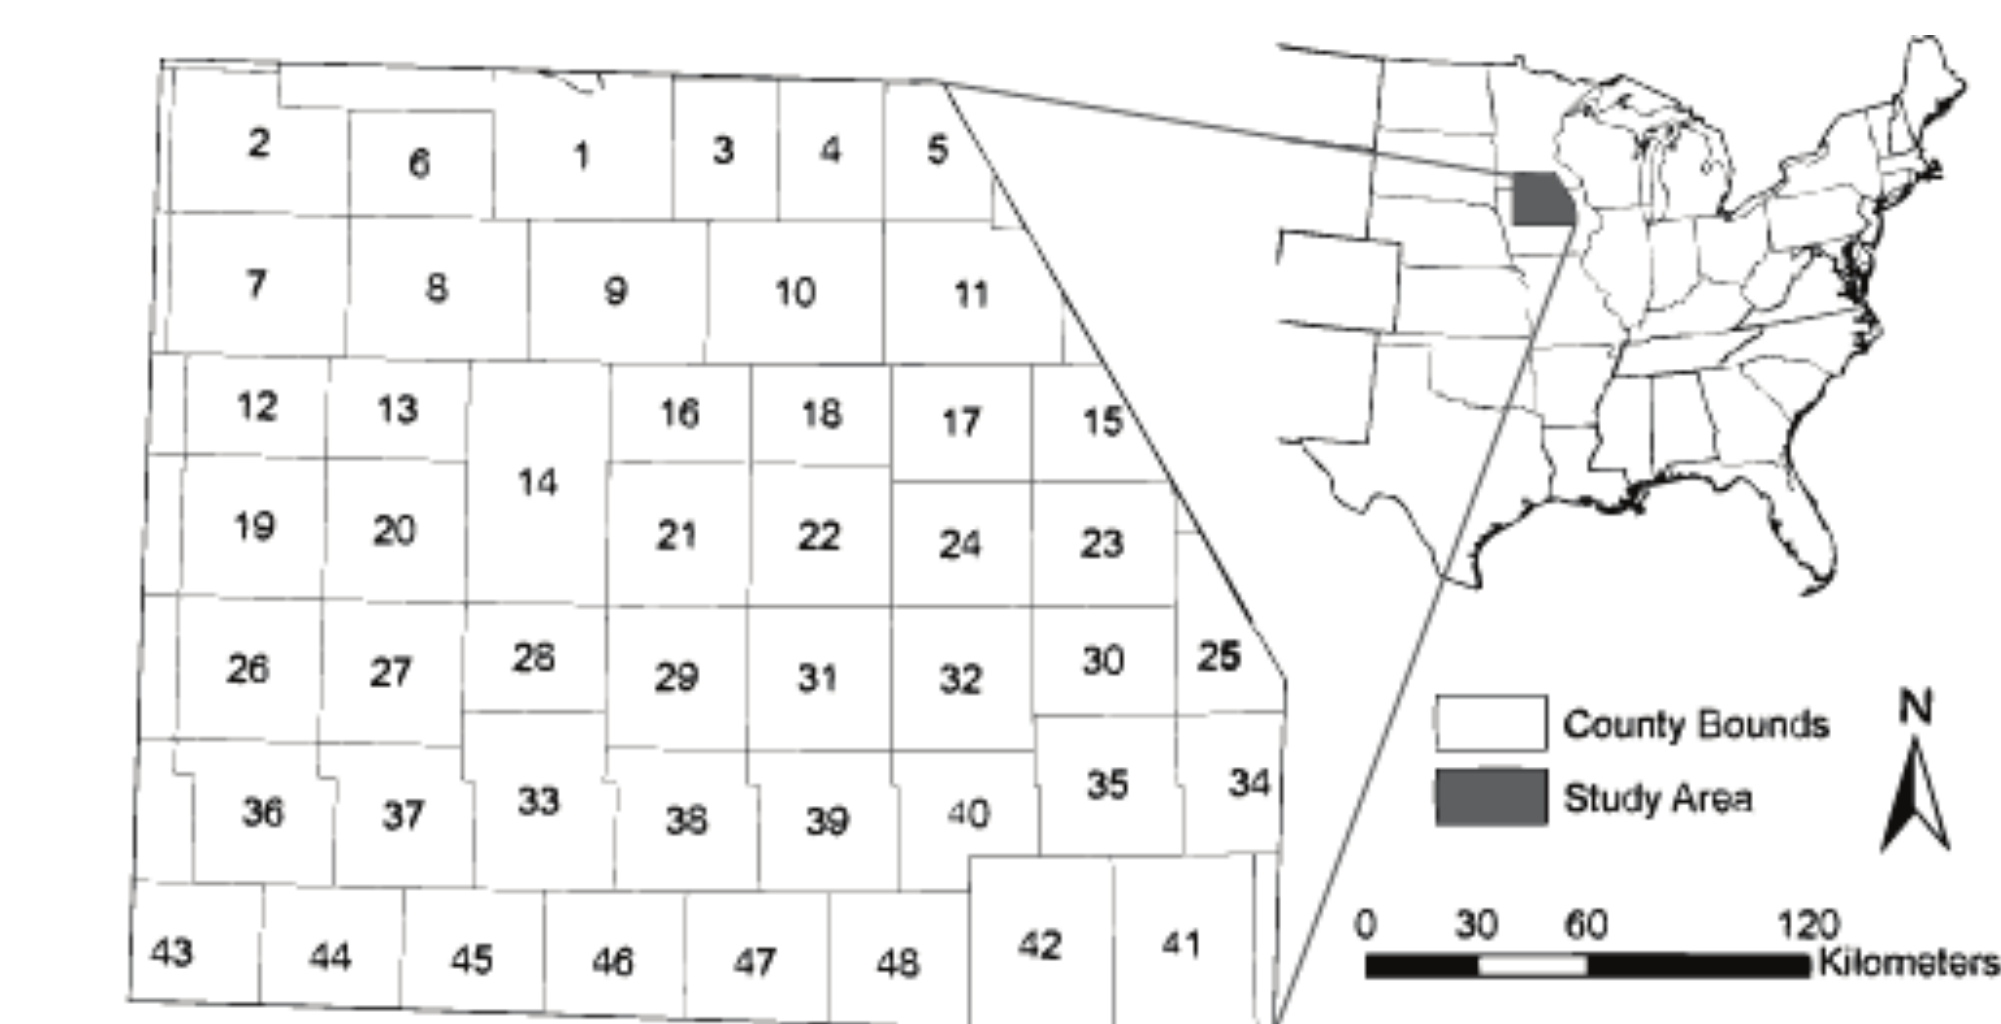 2 6 1 3 4 5
7 8 9 10 11
12 13 14 16 18 17 15
19 20 21 22 24 23
26 27 28 29 31 32 30 25
36 37 33 38 39 40 35 34
43 44 45 46 47 48 42 41
County Bounds
Study Area
N
0 30 60 120
Kilometers